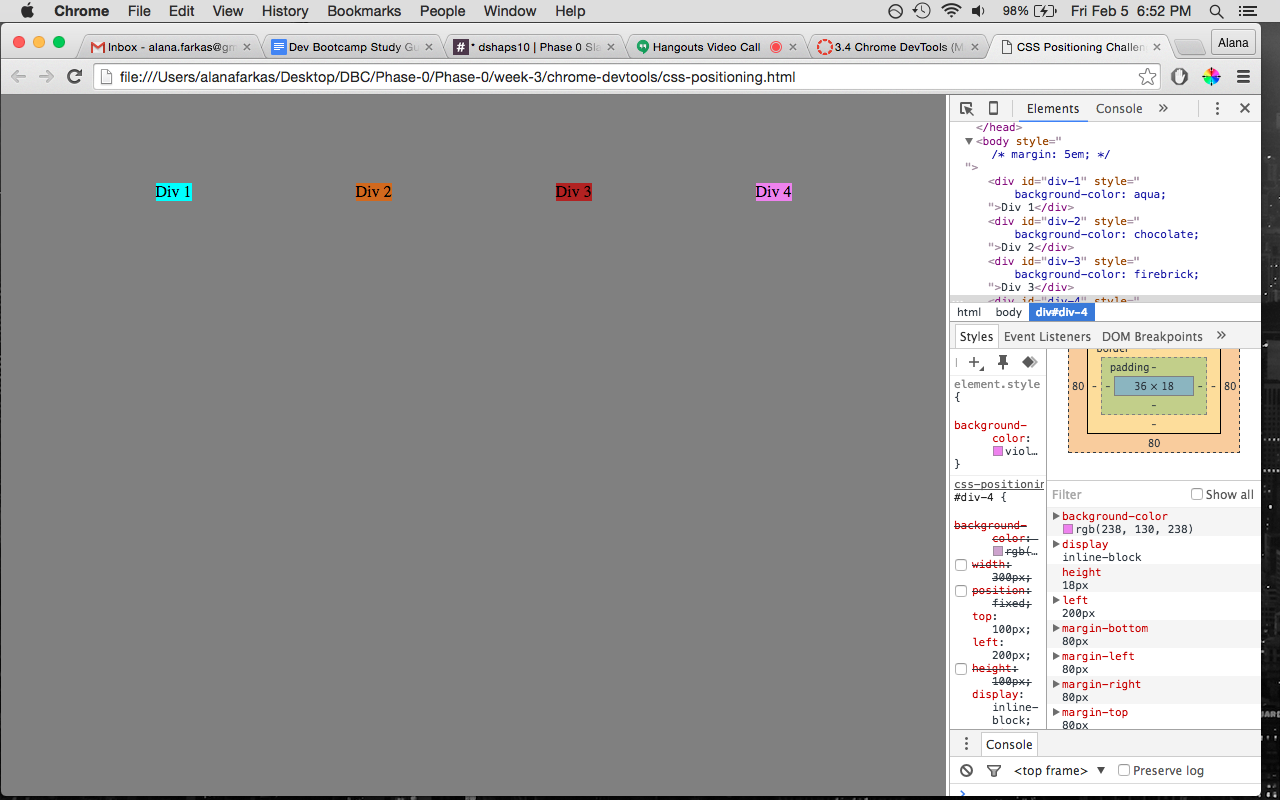 Chrome File Edit View History Bookmarks People Window Help 98% Fri Feb 5 6:52 PM
Inbox - alana.farkas@gm
Dev Bootcamp Study Gu
* dshaps10 | Phase 0 Sla
Hangouts Video Call
3.4 Chrome DevTools (M
CSS Positioning Challen
Alana
file:///Users/alanafarkas/Desktop/DBC/Phase-0/Phase-0/week-3/chrome-devtools/css-positioning.html
Div 1 Div 2 Div 3 Div 4
Elements Console »
</head>
▼<body style="
/* margin: 5em; */
">
<div id="div-1" style="
background-color: aqua;
">Div 1</div>
<div id="div-2" style="
background-color: chocolate;
">Div 2</div>
<div id="div-3" style="
background-color: firebrick;
">Div 3</div>
<div id="div-4" style="
html body div#div-4
Styles Event Listeners DOM Breakpoints »
element.style
{
background-
color:
viol…
}
css-positionin
#div-4 {
background-
color:
rgb(…
width:
300px;
position:
fixed;
top:
100px;
left:
200px;
height:
100px;
display:
inline-
block;
border
padding -
80 - - 36 × 18 - - 80
-
-
80
Filter Show all
background-color
rgb(238, 130, 238)
display
inline-block
height
18px
left
200px
margin-bottom
80px
margin-left
80px
margin-right
80px
margin-top
80px
Console
<top frame> ▼ Preserve log
>